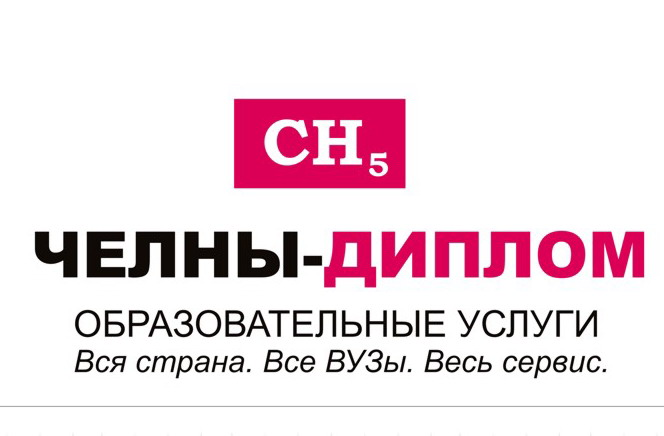 CH5
ЧЕЛНЫ-ДИПЛОМ
ОБРАЗОВАТЕЛЬНЫЕ УСЛУГИ
Вся страна. Все ВУЗы. Весь сервис.